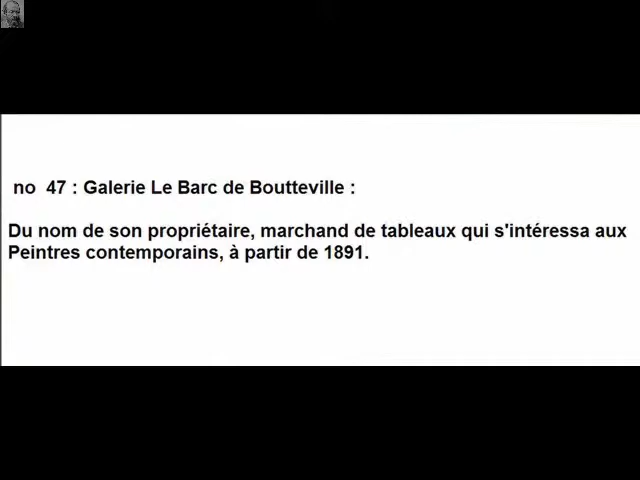 no 47 : Galerie Le Barc de Boutteville :
Du nom de son propriétaire, marchand de tableaux qui s'intéressa aux
Peintres contemporains, à partir de 1891.